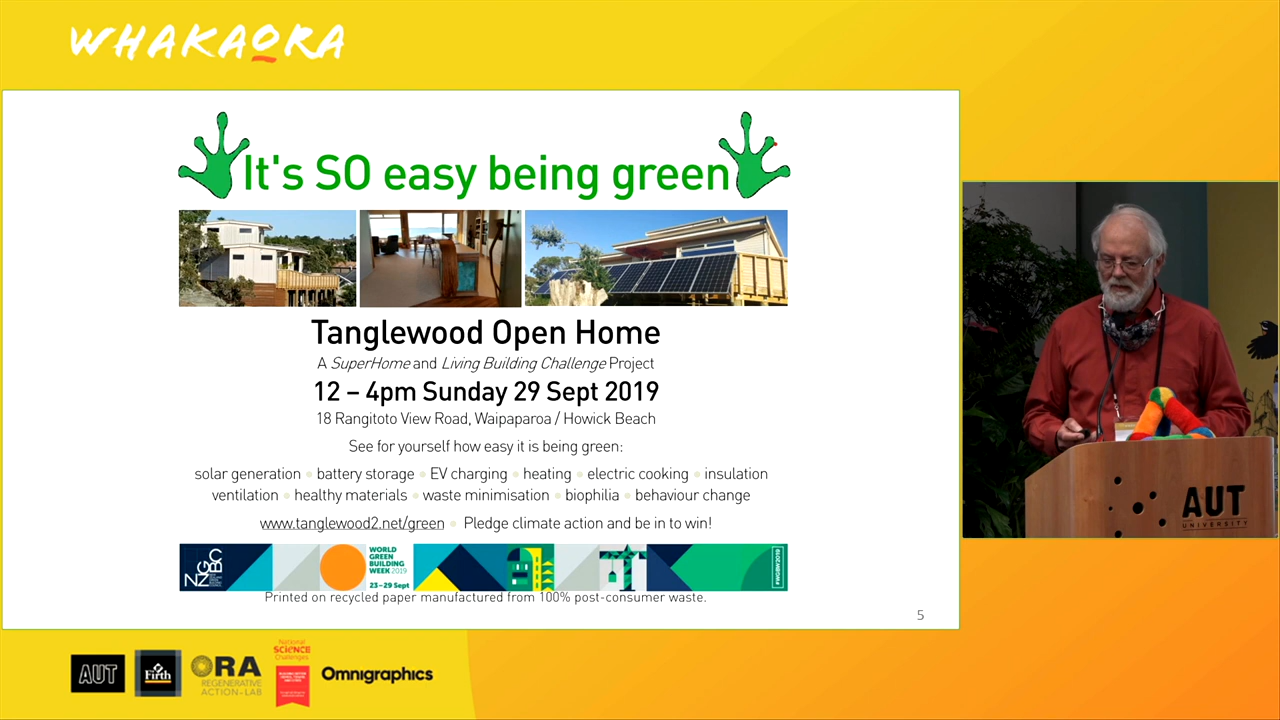 WHAKAORA
It's SO easy being green
Tanglewood Open Home
A SuperHome and Living Building Challenge Project
12 – 4pm Sunday 29 Sept 2019
18 Rangitoto View Road, Waipaparoa / Howick Beach
See for yourself how easy it is being green:
solar generation • battery storage • EV charging • heating • electric cooking • insulation
ventilation • healthy materials • waste minimisation • biophilia • behaviour change
www.tanglewood2.net/green • Pledge climate action and be in to win!
NZGBC
WORLD
GREEN
BUILDING
WEEK 2019
23 – 29 Sept
#WGBW2019
Printed on recycled paper manufactured from 100% post-consumer waste.
5
AUT
UNIVERSITY
AUT
Firth
ORA
REGENERATIVE
ACTION-LAB
National
SCIENCE
Challenges
Omnigraphics